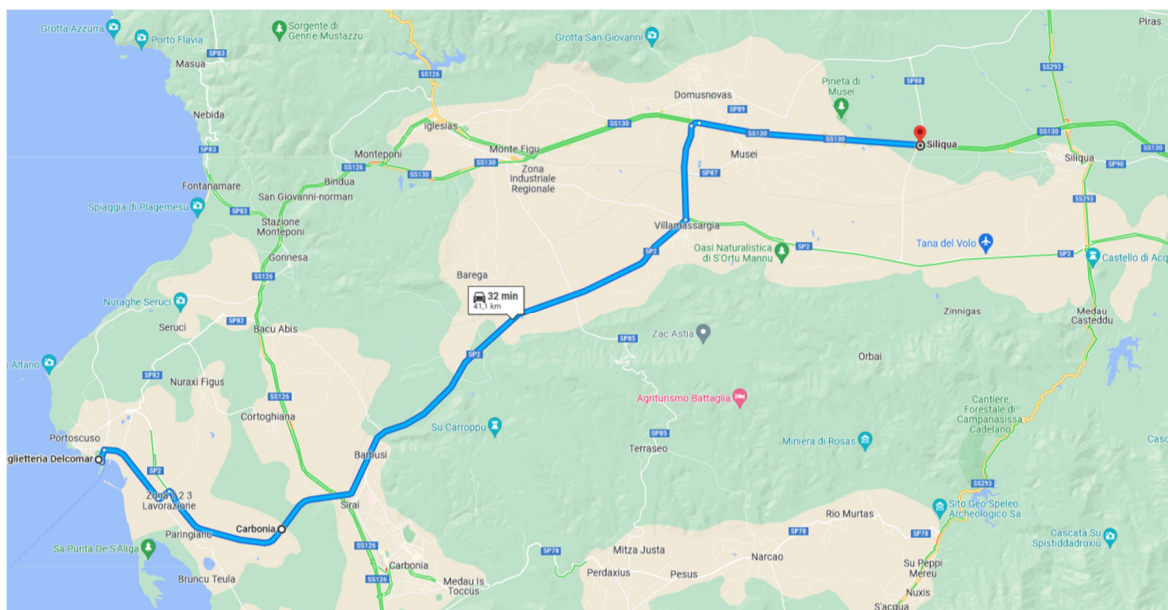 Grotta Azzurra
Porto Flavia
Sorgente di
Genn'e Mustazzu
Grotta San Giovanni
Piras
Masua
SP83
SS126
SS293
SP88
Pineta di
Musei
Domusnovas
SP89
Nebida
Iglesias
SS130
SS130
SS130
SS130
SS130
Siliqua
SP83
Monteponi
SS126
SS130
Monte Figu
SS130
Musei
Siliqua
SP90
Bindua
Zona
Industriale
Regionale
SP87
Fontanamare
San Giovanni-norman
SS293
Spiaggia di Plagemesu
SP83
Stazione
Monteponi
Villamassargia
SP2
SP2
Oasi Naturalistica
di S'Ortu Mannu
SP2
Tana del Volo
SP2
Castello di Acq
Gonnesa
SS126
Barega
32 min
41,1 km
Nuraghe Seruci
Seruci
SP82
Bacu Abis
Zinnigas
Medau
Casteddu
SP85
Zac Astia
Orbai
SP2
Altano
SP82
Nuraxi Figus
SS126
Cortoghiana
Agriturismo Battaglia
Cantiere
Forestale di
Campanasissa
Cadelano
Su Carroppu
SP85
Portoscuso
Barbusi
Terraseo
Miniera di Rosas
glietteria Delcomar
SP2
Zona 1 2 3
Lavorazione
Sirai
SS293
Sito Geo Speleo
Archeologico Sa
Rio Murtas
Carbonia
Paringianu
SP78
SP78
Cascata Su
Spistiddadroxiu
Sa Punta De S'Aliga
SS126
SP78
Mitza Justa
Narcao
Bruncu Teula
Carbonia
SS126
Medau Is
Toccus
Perdaxius
Pesus
Su Peppi
Mereu
Nuxis
S'acqua